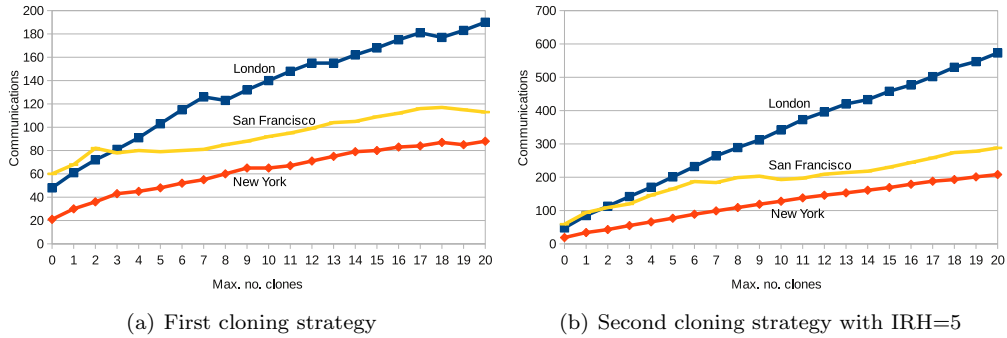 200
180
160
140
120
100
80
60
40
20
0
Communications
London
San Francisco
New York
0 1 2 3 4 5 6 7 8 9 10 11 12 13 14 15 16 17 18 19 20
Max. no. clones
(a) First cloning strategy
700
600
500
400
300
200
100
0
Communications
London
San Francisco
New York
0 1 2 3 4 5 6 7 8 9 10 11 12 13 14 15 16 17 18 19 20
Max. no. clones
(b) Second cloning strategy with IRH=5